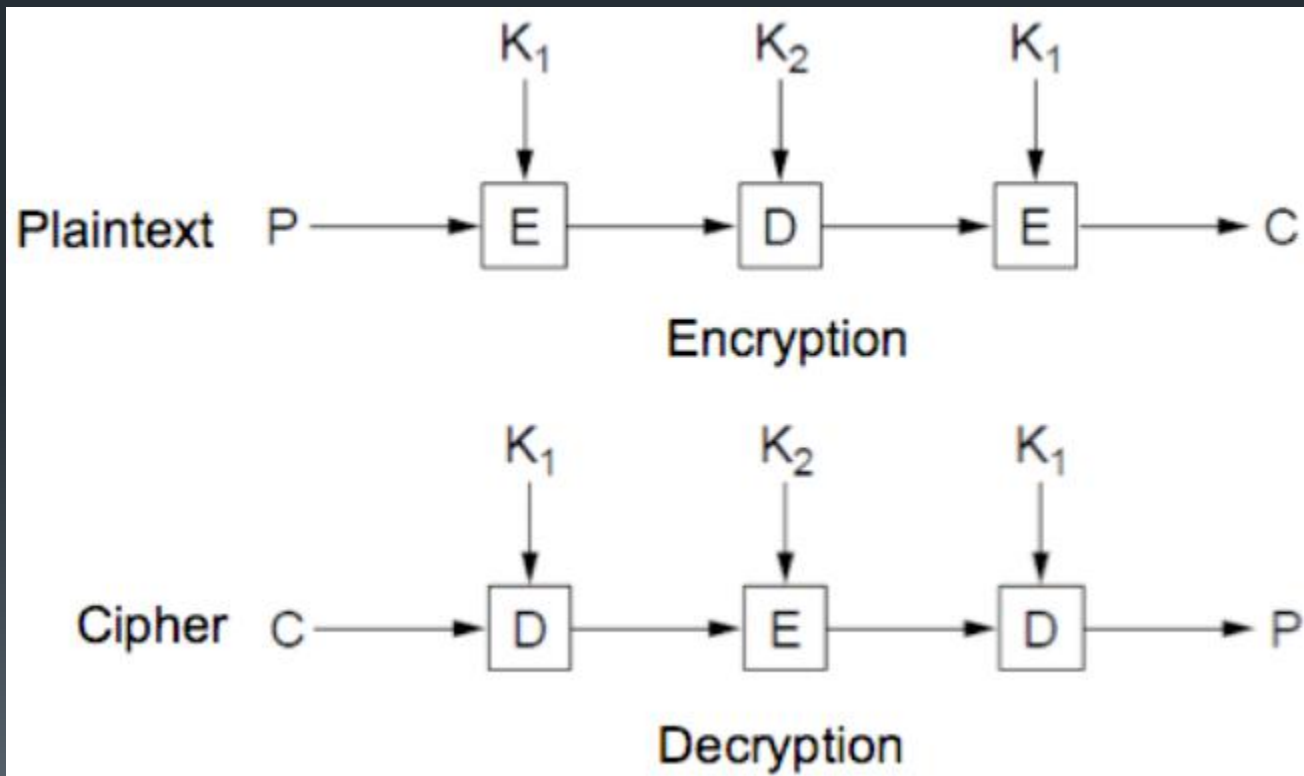 K₁ K₂ K₁
Plaintext P E D E C
Encryption
K₁ K₂ K₁
Cipher C D E D P
Decryption